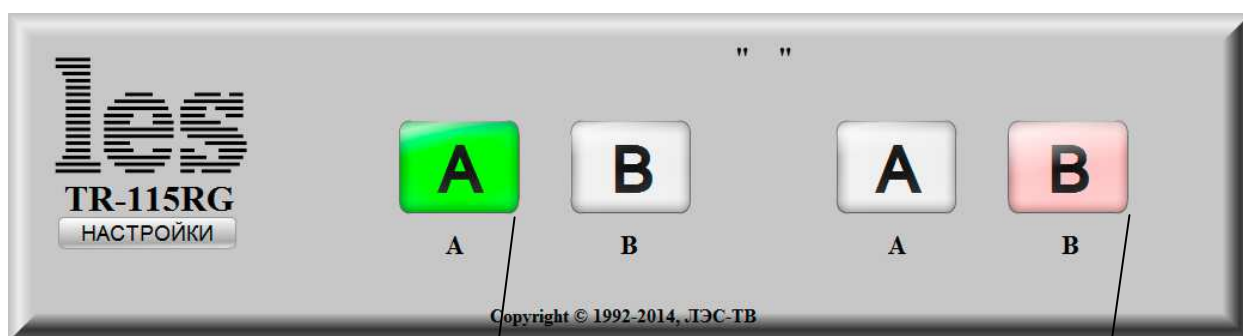 " "
les
A B A B
TR-115RG
НАСТРОЙКИ
A B A B
Copyright © 1992-2014, ЛЭС-ТВ